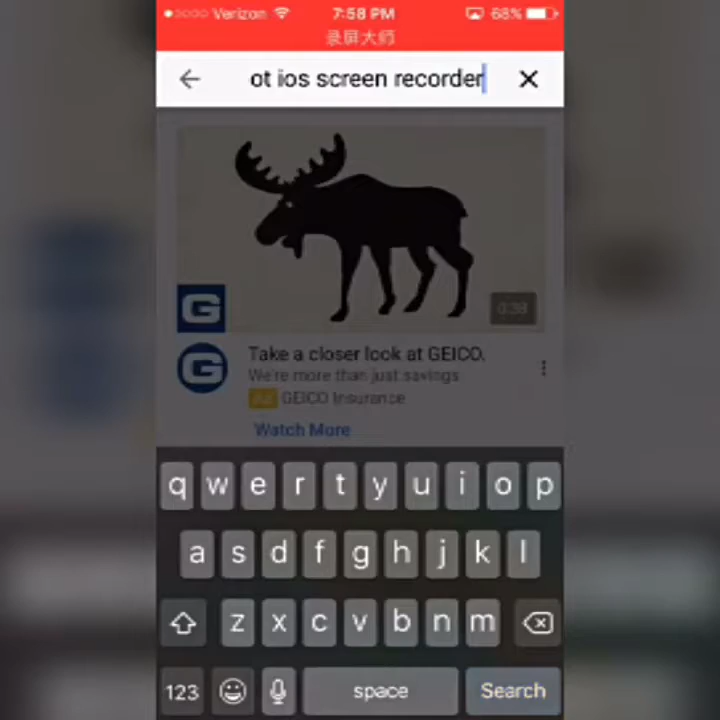 Verizon 7:58 PM 68%
录屏大师
ot ios screen recorder
0:38
G
G
Take a closer look at GEICO.
We're more than just savings
Ad GEICO Insurance
Watch More
q w e r t y u i o p
a s d f g h j k l
z x c v b n m
123 space Search